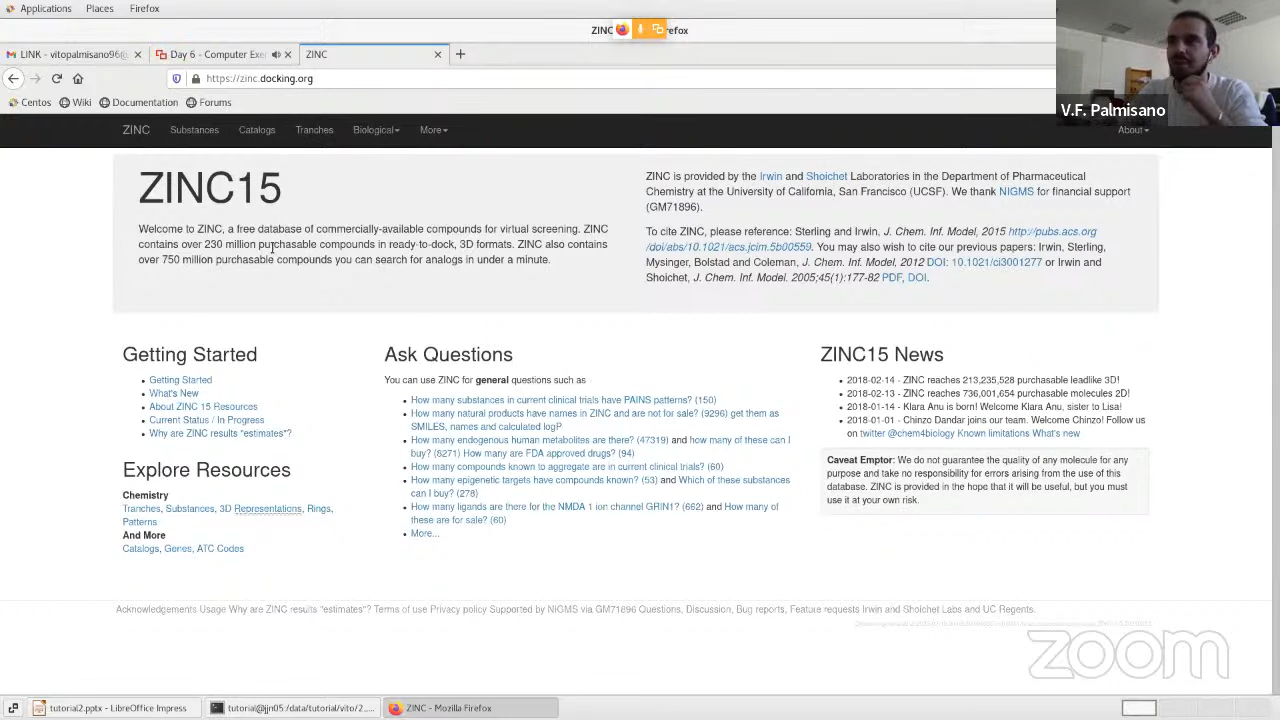 Applications Places Firefox
ZINC refox
LINK - vitopalmisano96@ Day 6 - Computer Exe ZINC
https://zinc.docking.org
Centos Wiki Documentation Forums
V.F. Palmisano
ZINC Substances Catalogs Tranches Biological More About
ZINC15
Welcome to ZINC, a free database of commercially-available compounds for virtual screening. ZINC
contains over 230 million purchasable compounds in ready-to-dock, 3D formats. ZINC also contains
over 750 million purchasable compounds you can search for analogs in under a minute.
ZINC is provided by the Irwin and Shoichet Laboratories in the Department of Pharmaceutical
Chemistry at the University of California, San Francisco (UCSF). We thank NIGMS for financial support
(GM71896).
To cite ZINC, please reference: Sterling and Irwin, J. Chem. Inf. Model, 2015 http://pubs.acs.org
/doi/abs/10.1021/acs.jcim.5b00559. You may also wish to cite our previous papers: Irwin, Sterling,
Mysinger, Bolstad and Coleman, J. Chem. Inf. Model, 2012 DOI: 10.1021/ci3001277 or Irwin and
Shoichet, J. Chem. Inf. Model. 2005;45(1):177-82 PDF, DOI.
Getting Started
Getting Started
What's New
About ZINC 15 Resources
Current Status / In Progress
Why are ZINC results "estimates"?
Explore Resources
Chemistry
Tranches, Substances, 3D Representations, Rings,
Patterns
And More
Catalogs, Genes, ATC Codes
Ask Questions
You can use ZINC for general questions such as
How many substances in current clinical trials have PAINS patterns? (150)
How many natural products have names in ZINC and are not for sale? (9296) get them as
SMILES, names and calculated logP
How many endogenous human metabolites are there? (47319) and how many of these can I
buy? (8271) How many are FDA approved drugs? (94)
How many compounds known to aggregate are in current clinical trials? (60)
How many epigenetic targets have compounds known? (53) and Which of these substances
can I buy? (278)
How many ligands are there for the NMDA 1 ion channel GRIN1? (662) and How many of
these are for sale? (60)
More...
ZINC15 News
2018-02-14 - ZINC reaches 213,235,528 purchasable leadlike 3D!
2018-02-13 - ZINC reaches 736,001,654 purchasable molecules 2D!
2018-01-14 - Klara Anu is born! Welcome Klara Anu, sister to Lisa!
2018-01-01 - Chinzo Dandar joins our team. Welcome Chinzo! Follow us
on twitter @chem4biology Known limitations What's new
Caveat Emptor: We do not guarantee the quality of any molecule for any
purpose and take no responsibility for errors arising from the use of this
database. ZINC is provided in the hope that it will be useful, but you must
use it at your own risk.
Acknowledgements Usage Why are ZINC results "estimates"? Terms of use Privacy policy Supported by NIGMS via GM71896 Questions, Discussion, Bug reports, Feature requests Irwin and Shoichet Labs and UC Regents.
zoom
tutorial2.pptx - LibreOffice Impress tutorial@jjn05:/data/tutorial/vito/2.... ZINC - Mozilla Firefox